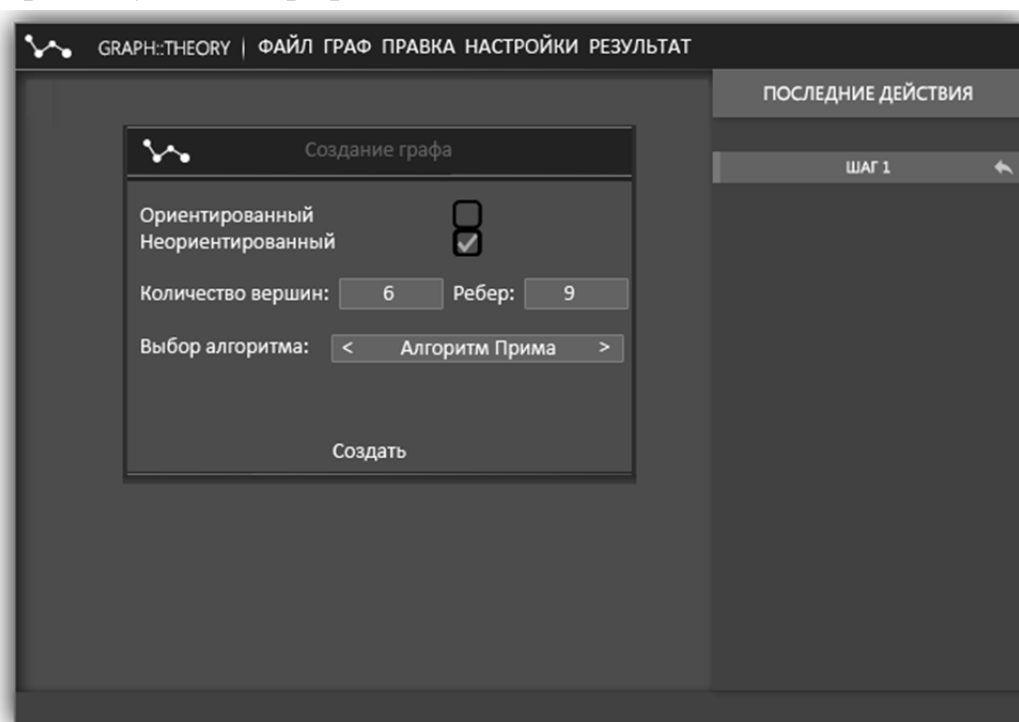 GRAPH::THEORY | ФАЙЛ ГРАФ ПРАВКА НАСТРОЙКИ РЕЗУЛЬТАТ
ПОСЛЕДНИЕ ДЕЙСТВИЯ
ШАГ 1
Создание графа
Ориентированный
Неориентированный
Количество вершин: 6 Ребер: 9
Выбор алгоритма: < Алгоритм Прима >
Создать